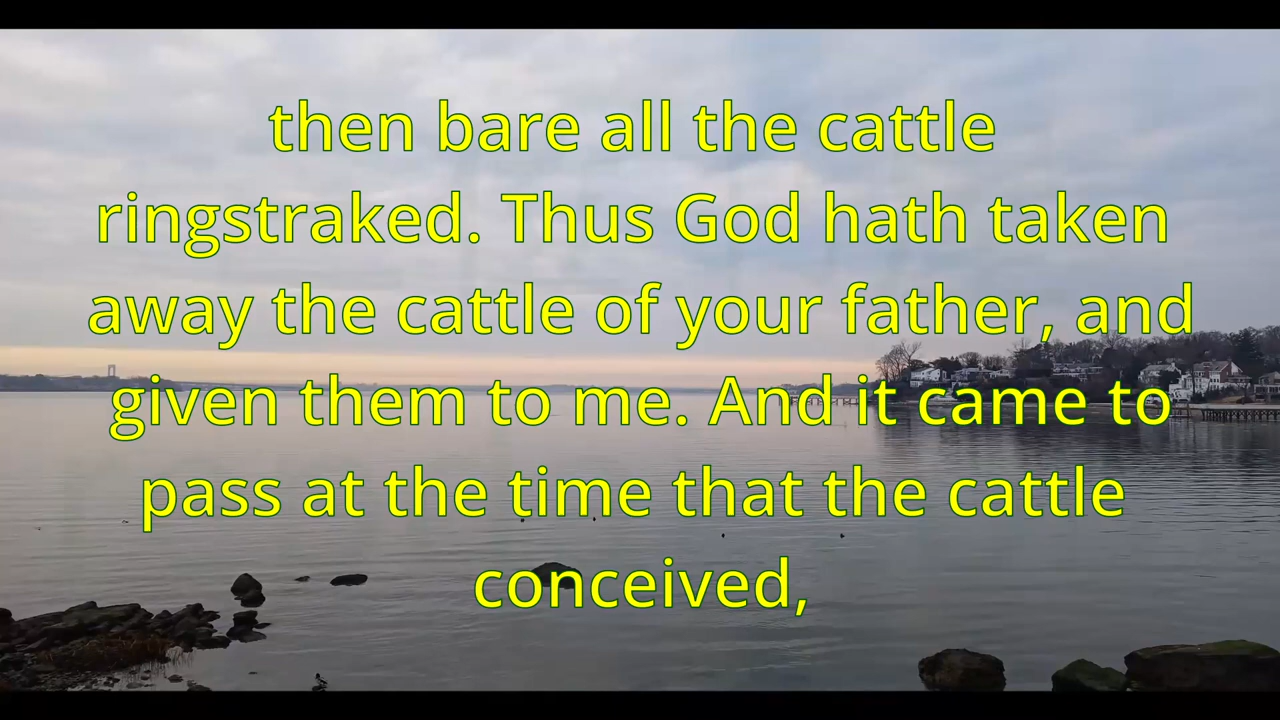 then bare all the cattle
ringstraked. Thus God hath taken
away the cattle of your father, and
given them to me. And it came to
pass at the time that the cattle
conceived,